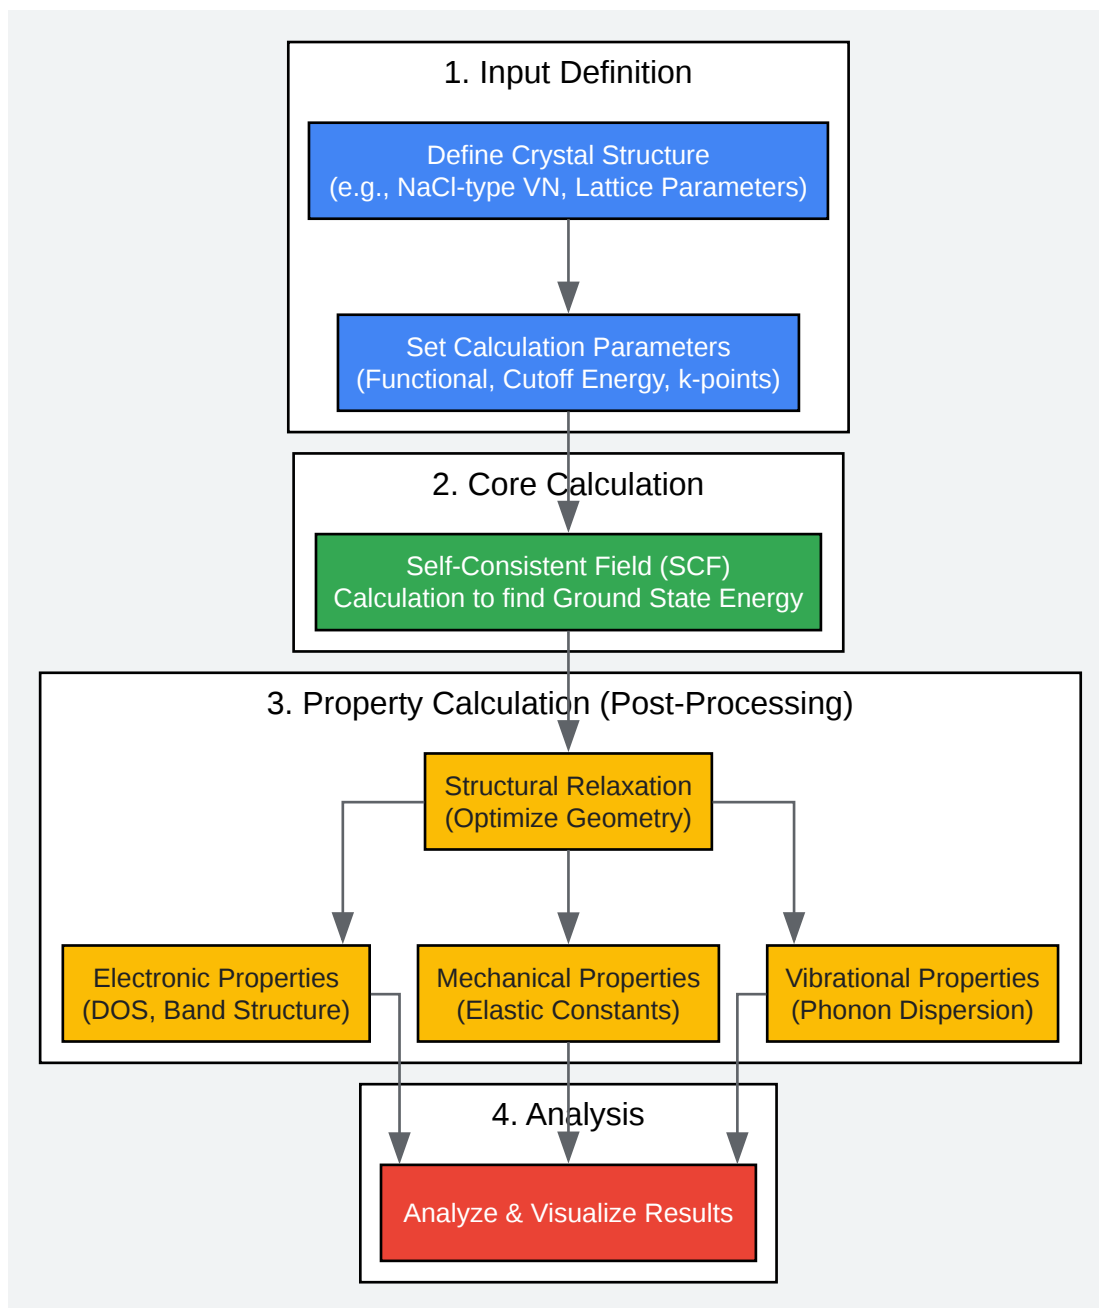 1. Input Definition
Define Crystal Structure
(e.g., NaCl-type VN, Lattice Parameters)
Set Calculation Parameters
(Functional, Cutoff Energy, k-points)
2. Core Calculation
Self-Consistent Field (SCF)
Calculation to find Ground State Energy
3. Property Calculation (Post-Processing)
Structural Relaxation
(Optimize Geometry)
Electronic Properties
(DOS, Band Structure)
Mechanical Properties
(Elastic Constants)
Vibrational Properties
(Phonon Dispersion)
4. Analysis
Analyze & Visualize Results